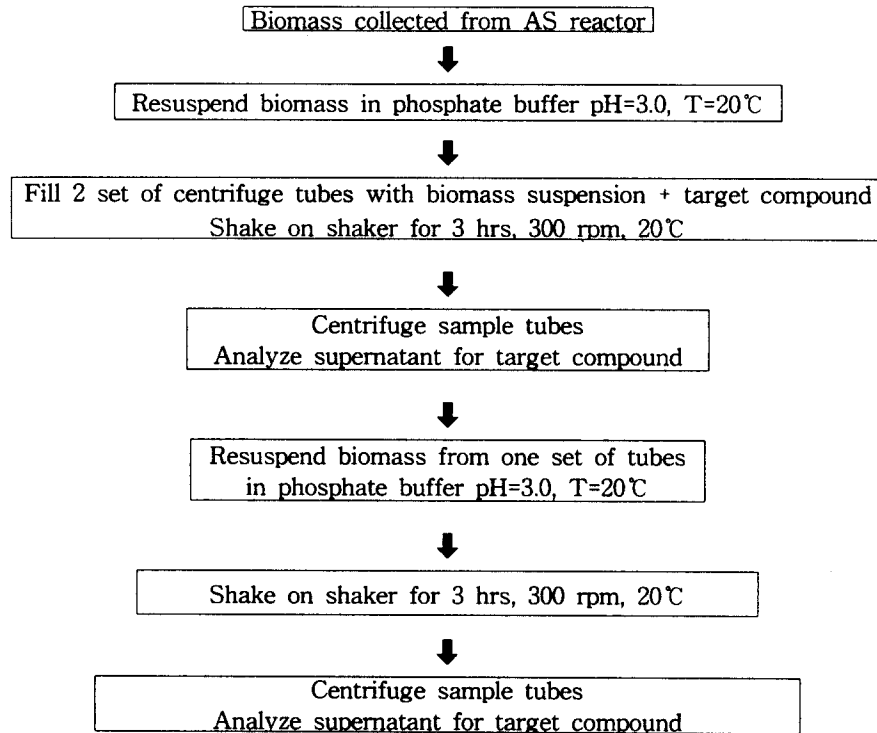 Biomass collected from AS reactor
Resuspend biomass in phosphate buffer pH=3.0, T=20℃
Fill 2 set of centrifuge tubes with biomass suspension + target compound
Shake on shaker for 3 hrs, 300 rpm, 20℃
Centrifuge sample tubes
Analyze supernatant for target compound
Resuspend biomass from one set of tubes
in phosphate buffer pH=3.0, T=20℃
Shake on shaker for 3 hrs, 300 rpm, 20℃
Centrifuge sample tubes
Analyze supernatant for target compound